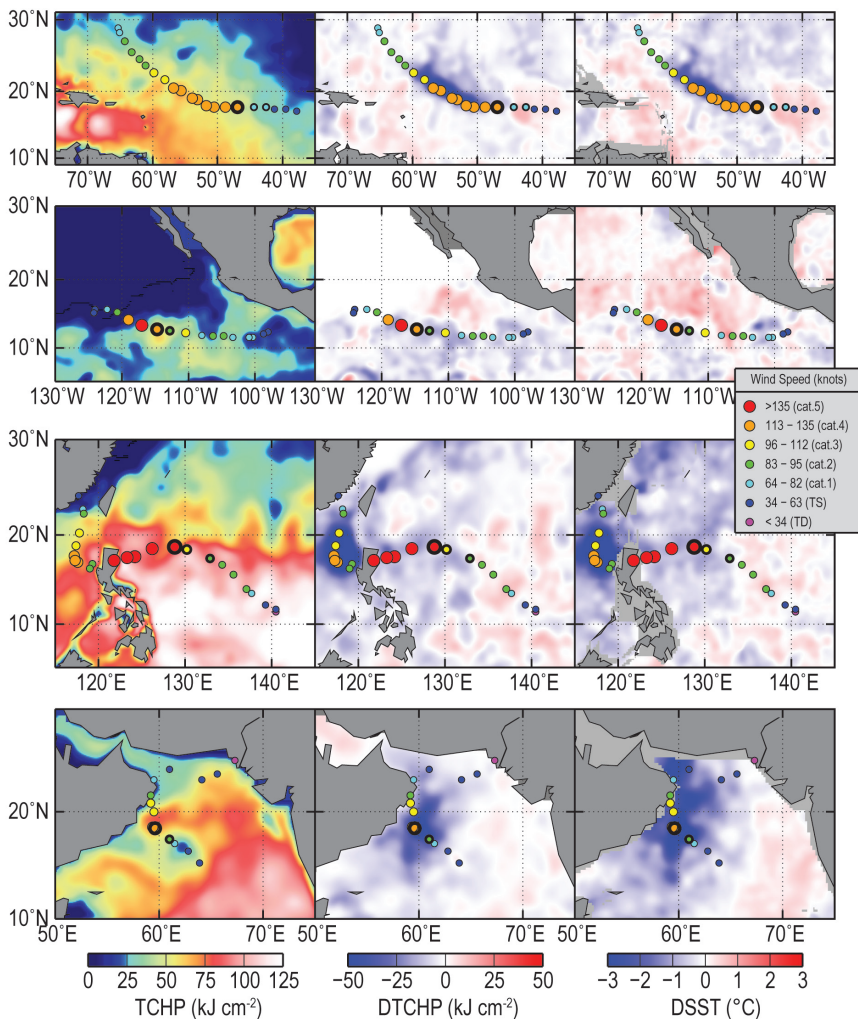 30°N
20°N
10°N
70°W 60°W 50°W 40°W 70°W 60°W 50°W 40°W 70°W 60°W 50°W 40°W
30°N
20°N
10°N
130°W 120°W 110°W 100°W 130°W 120°W 110°W 100°W 130°W 120°W 110°W
Wind Speed (knots)
>135 (cat.5)
113 – 135 (cat.4)
96 – 112 (cat.3)
83 – 95 (cat.2)
64 – 82 (cat.1)
34 – 63 (TS)
< 34 (TD)
30°N
20°N
10°N
120°E 130°E 140°E 120°E 130°E 140°E 120°E 130°E 140°E
20°N
10°N
50°E 60°E 70°E 50°E 60°E 70°E 50°E 60°E 70°E
0 25 50 75 100 125 −50 −25 0 25 50 −3 −2 −1 0 1 2 3
TCHP (kJ cm-2) DTCHP (kJ cm-2) DSST (°C)